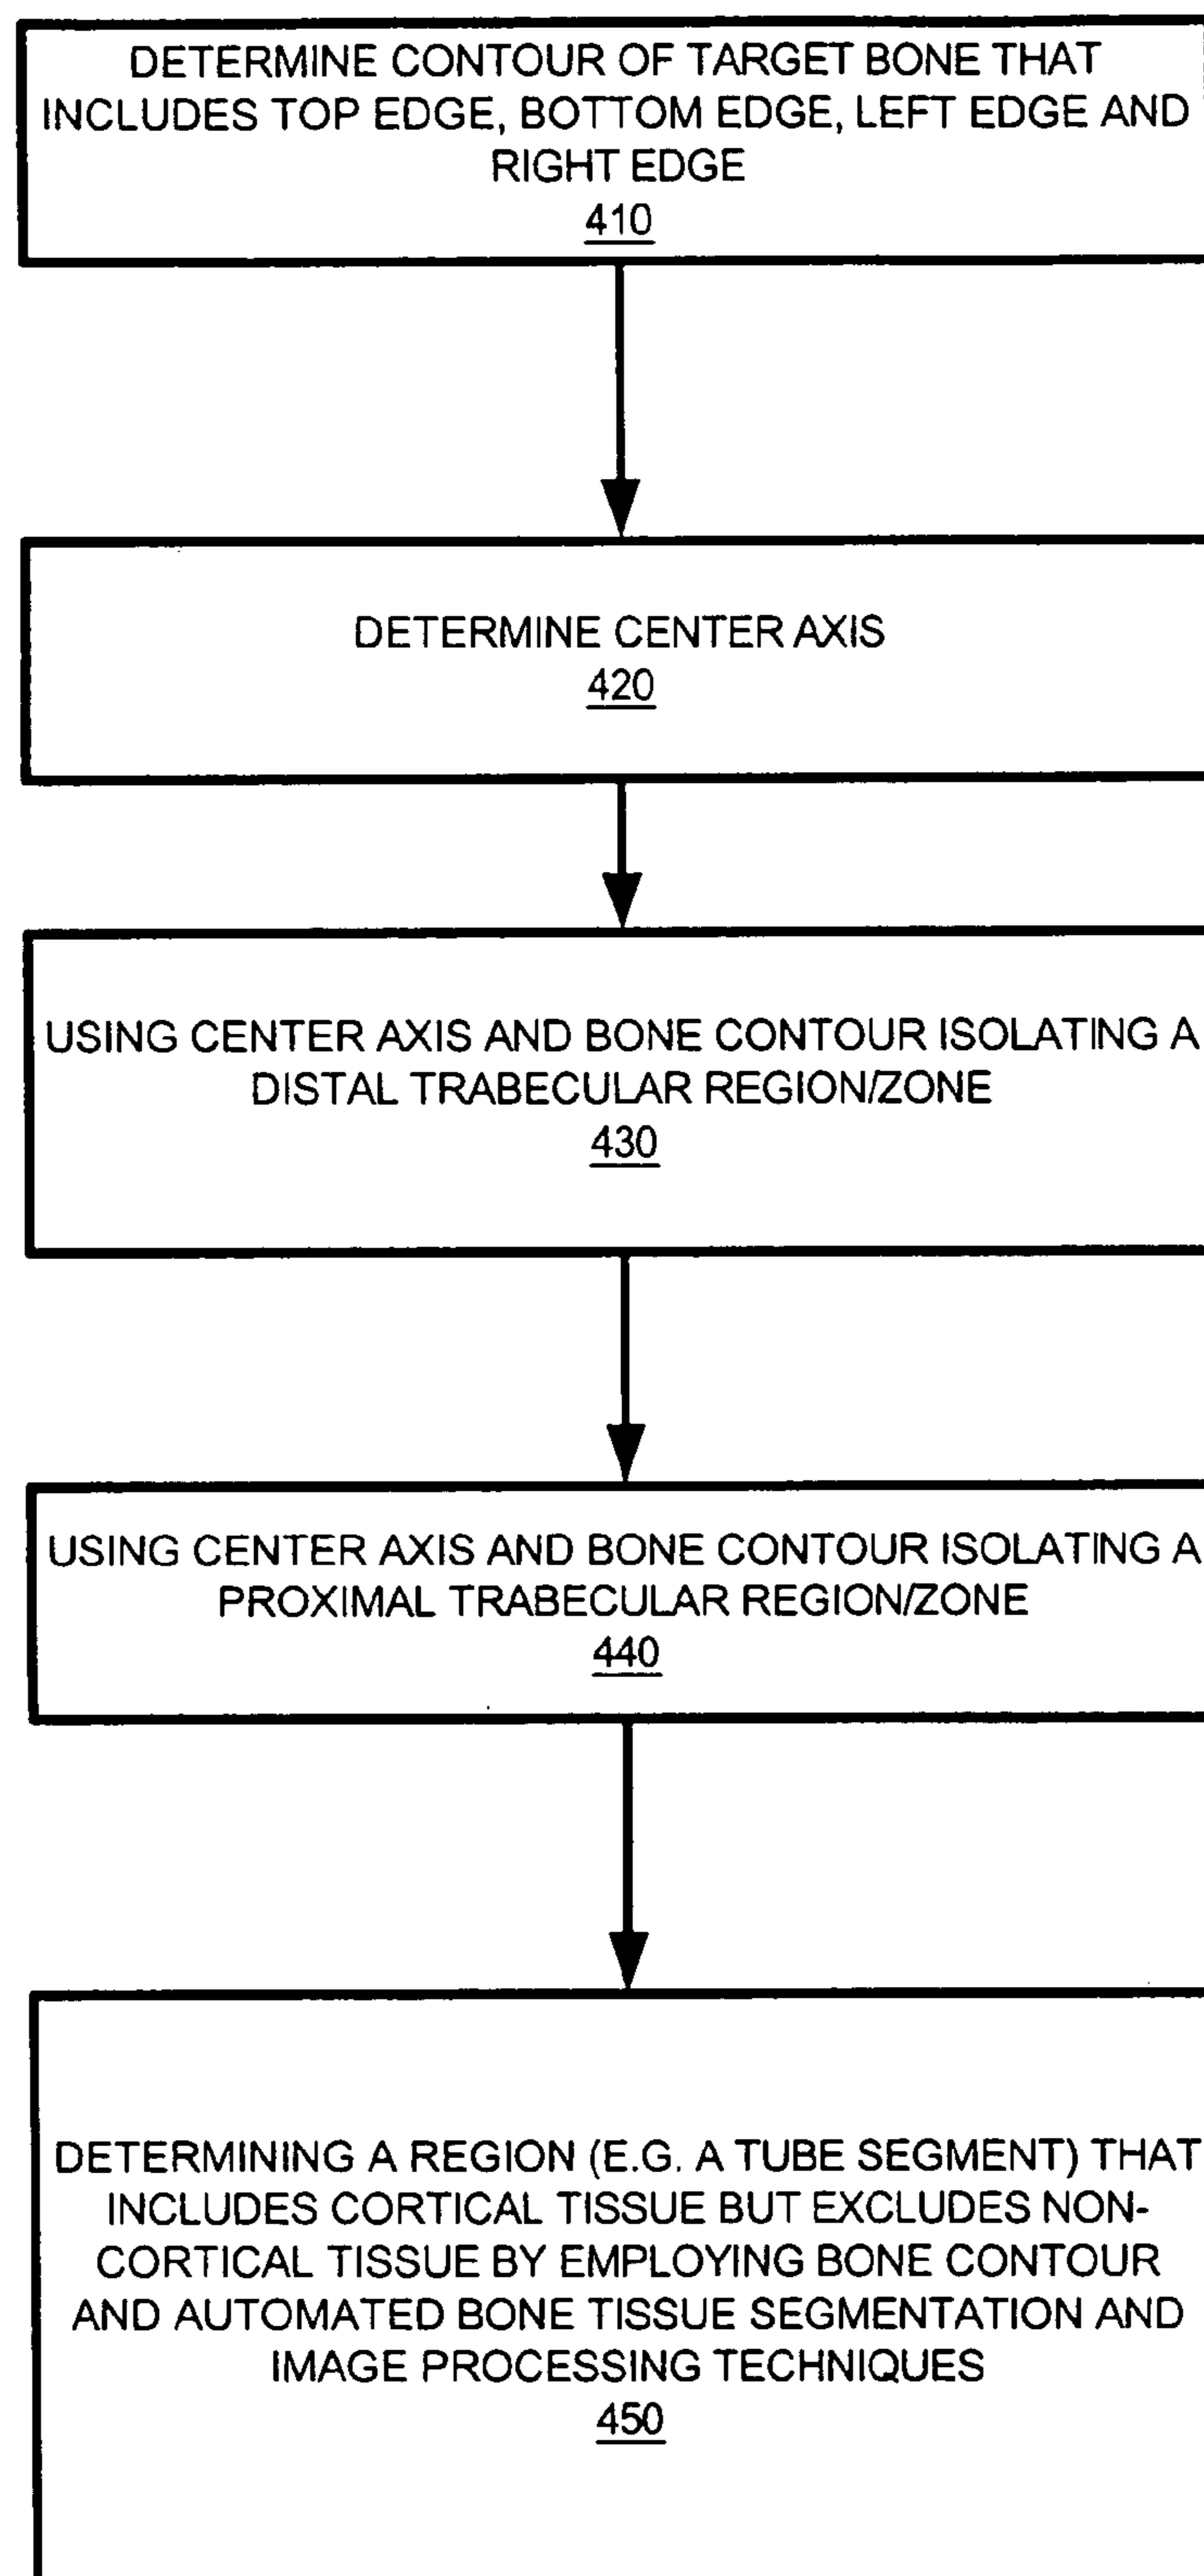 DETERMINE CONTOUR OF TARGET BONE THAT
INCLUDES TOP EDGE, BOTTOM EDGE, LEFT EDGE AND
RIGHT EDGE
410
DETERMINE CENTER AXIS
420
USING CENTER AXIS AND BONE CONTOUR ISOLATING A
DISTAL TRABECULAR REGION/ZONE
430
USING CENTER AXIS AND BONE CONTOUR ISOLATING A
PROXIMAL TRABECULAR REGION/ZONE
440
DETERMINING A REGION (E.G. A TUBE SEGMENT) THAT
INCLUDES CORTICAL TISSUE BUT EXCLUDES NON-
CORTICAL TISSUE BY EMPLOYING BONE CONTOUR
AND AUTOMATED BONE TISSUE SEGMENTATION AND
IMAGE PROCESSING TECHNIQUES
450